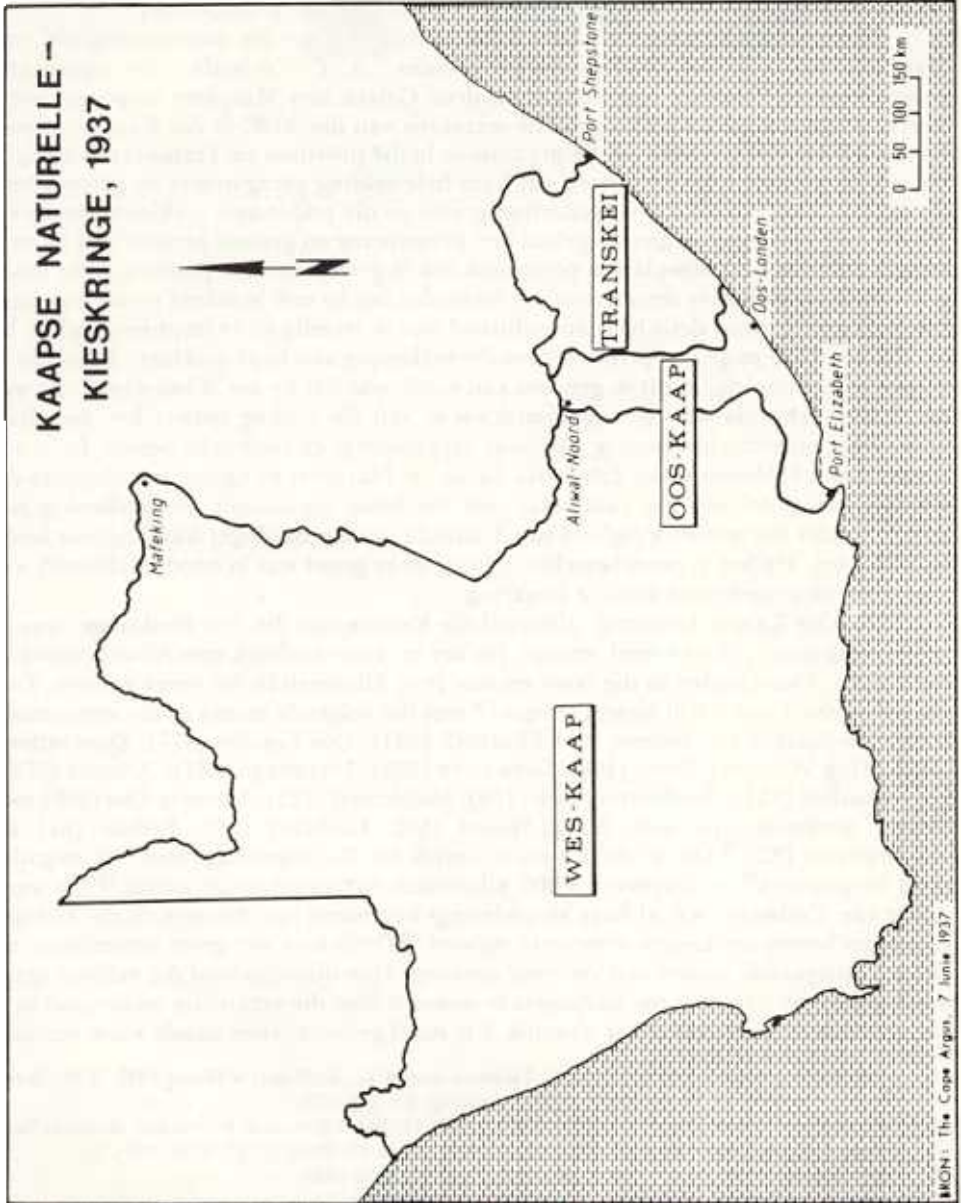 KAAPSE NATURELLE –
KIESKRINGE, 1937
Mafeking
Port Shepstone
TRANSKEI
Aliwal-Noord
OOS-KAAP
Oos-Londen
WES-KAAP
Port Elizabeth
0 50 100 150 km
BRON: The Cape Argus, 7 Junie 1937